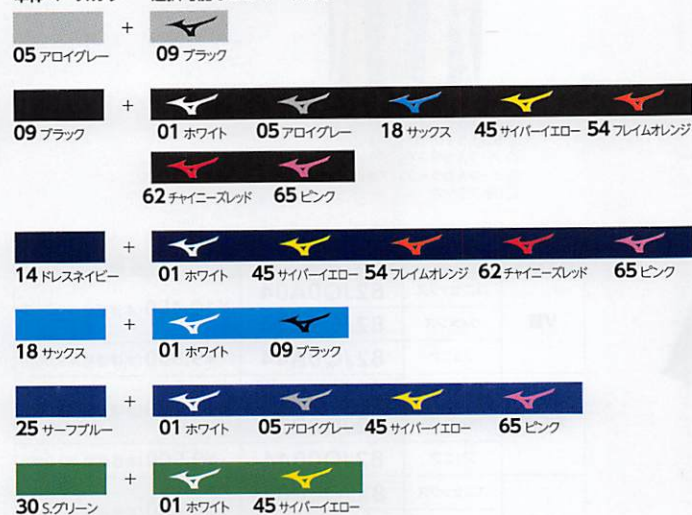 +
05 アロイグレー 09 ブラック
+
09 ブラック 01 ホワイト 05 アロイグレー 18 サックス 45 サイバーイエロー 54 フレイムオレンジ
62 チャイニーズレッド 65 ピンク
+
14 ドレスネイビー 01 ホワイト 45 サイバーイエロー 54 フレイムオレンジ 62 チャイニーズレッド 65 ピンク
+
18 サックス 01 ホワイト 09 ブラック
+
25 サーフブルー 01 ホワイト 05 アロイグレー 45 サイバーイエロー 65 ピンク
+
30 S.グリーン 01 ホワイト 45 サイバーイエロー